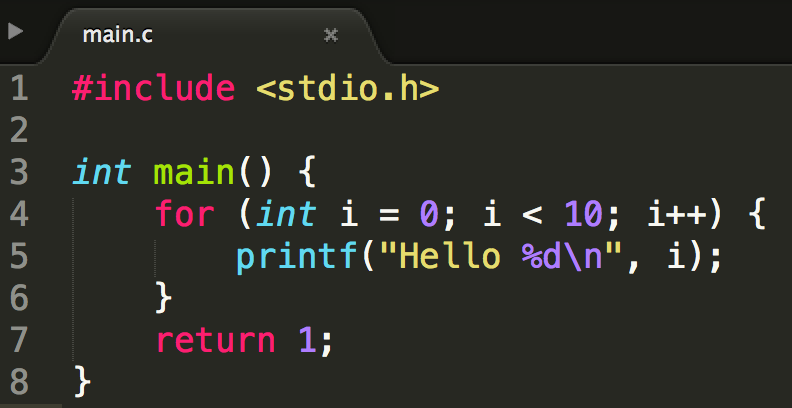 main.c
1 #include <stdio.h>
2
3 int main() {
4     for (int i = 0; i < 10; i++) {
5         printf("Hello %d\n", i);
6     }
7     return 1;
8 }